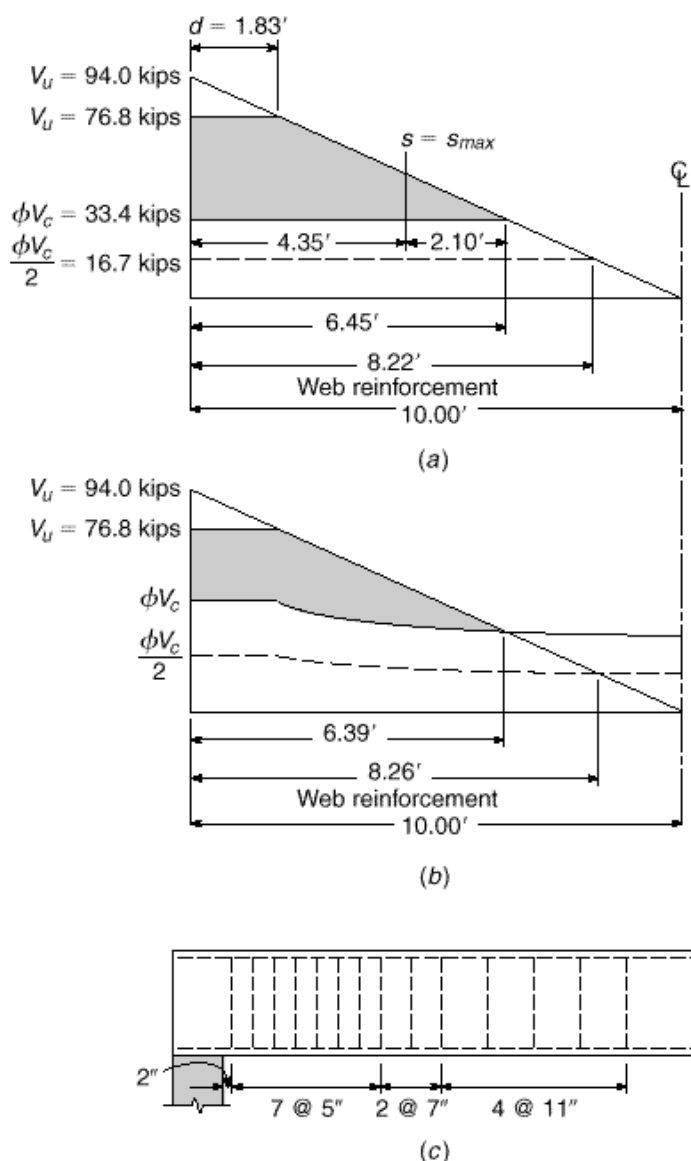 d = 1.83′
V_u = 94.0 kips
V_u = 76.8 kips
s = s_max
℄
ϕV_c = 33.4 kips
ϕV_c/2 = 16.7 kips
4.35′
2.10′
6.45′
8.22′
Web reinforcement
10.00′
(a)
V_u = 94.0 kips
V_u = 76.8 kips
ϕV_c
ϕV_c/2
6.39′
8.26′
Web reinforcement
10.00′
(b)
2″
7 @ 5″ 2 @ 7″ 4 @ 11″
(c)